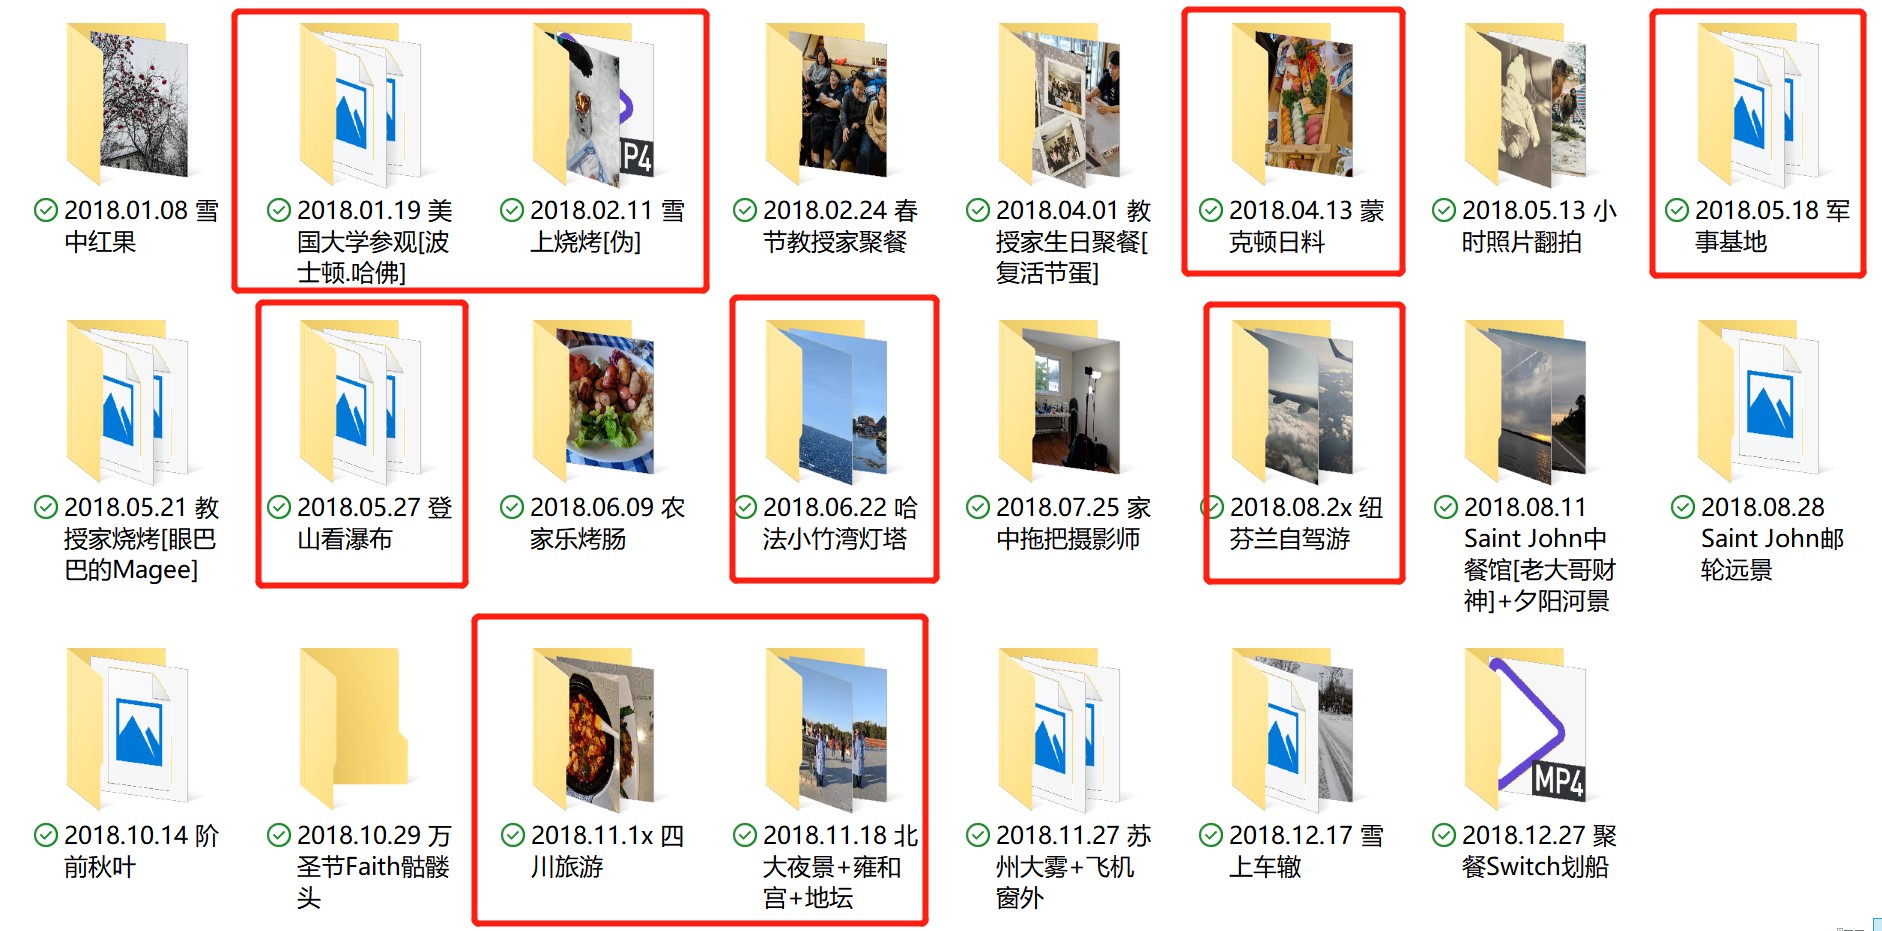 P4
2018.01.08 雪
中红果
2018.01.19 美
国大学参观[波
士顿.哈佛]
2018.02.11 雪
上烧烤[伪]
2018.02.24 春
节教授家聚餐
2018.04.01 教
授家生日聚餐[
复活节蛋]
2018.04.13 蒙
克顿日料
2018.05.13 小
时照片翻拍
2018.05.18 军
事基地
2018.05.21 教
授家烧烤[眼巴
巴的Magee]
2018.05.27 登
山看瀑布
2018.06.09 农
家乐烤肠
2018.06.22 哈
法小竹湾灯塔
2018.07.25 家
中拖把摄影师
2018.08.2x 纽
芬兰自驾游
2018.08.11
Saint John中
餐馆[老大哥财
神]+夕阳河景
2018.08.28
Saint John邮
轮远景
MP4
2018.10.14 阶
前秋叶
2018.10.29 万
圣节Faith骷髅
头
2018.11.1x 四
川旅游
2018.11.18 北
大夜景+雍和
宫+地坛
2018.11.27 苏
州大雾+飞机
窗外
2018.12.17 雪
上车辙
2018.12.27 聚
餐Switch划船